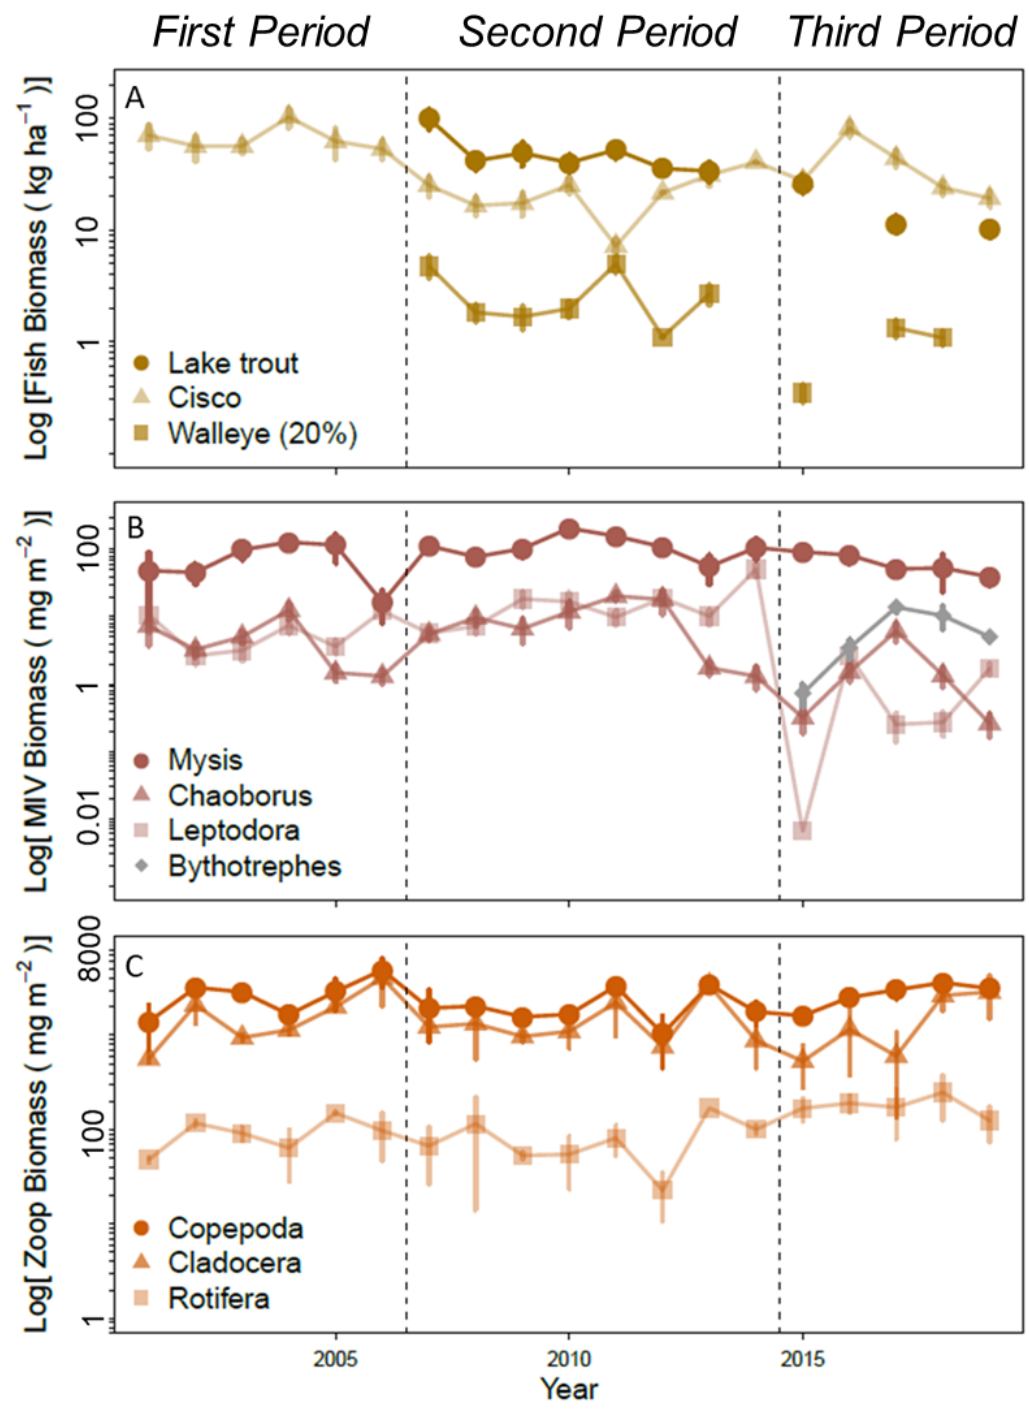 First Period Second Period Third Period
A
Log [Fish Biomass ( kg ha⁻¹ )]
100
10
1
Lake trout
Cisco
Walleye (20%)
B
Log[ MIV Biomass ( mg m⁻² )]
100
1
0.01
Mysis
Chaoborus
Leptodora
Bythotrephes
C
Log[ Zoop Biomass ( mg m⁻² )]
8000
100
1
Copepoda
Cladocera
Rotifera
2005 2010 2015
Year